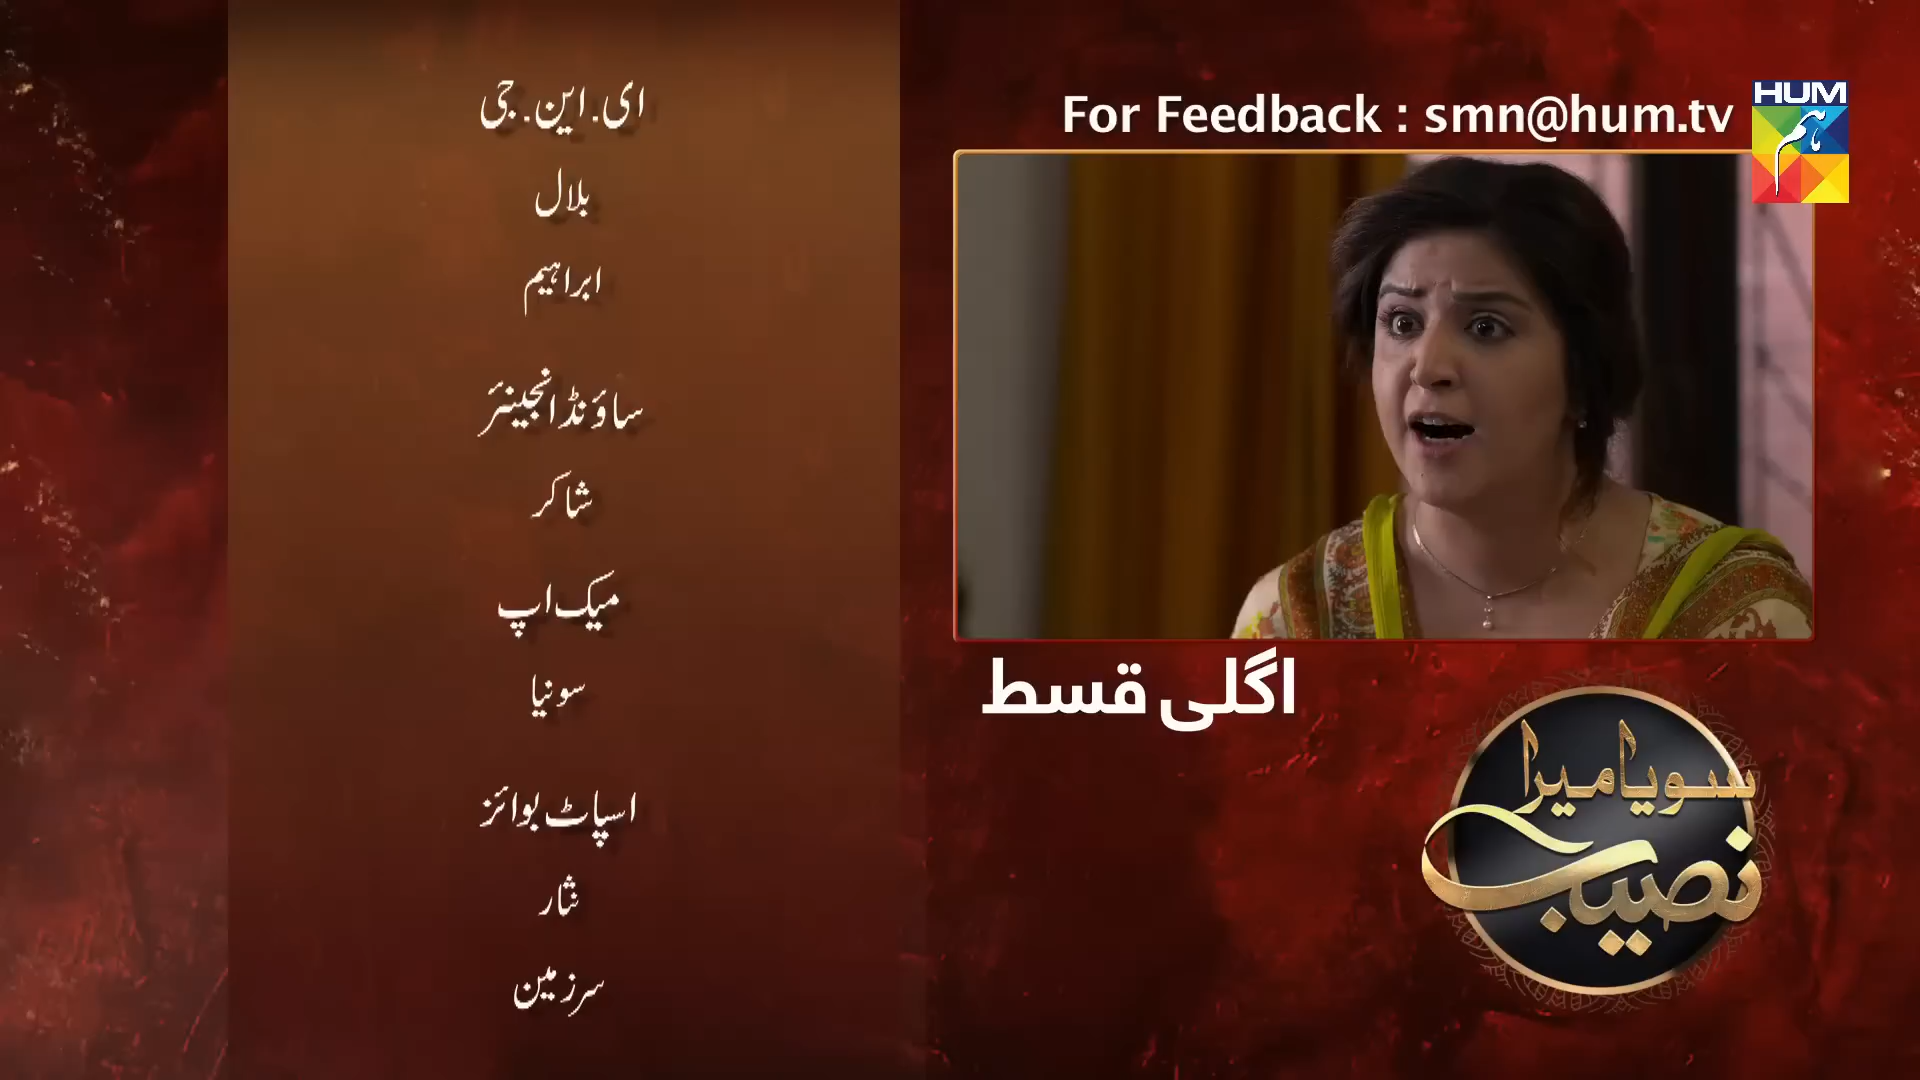 ای.این.جی
بلال
ابراہیم
ساؤنڈ انجینئر
شاکر
میک اپ
سونیا
اسپاٹ بوائز
نثار
سرزمین
For Feedback : smn@hum.tv
HUM
ہم
اگلی قسط
سویا میرا
نصیب